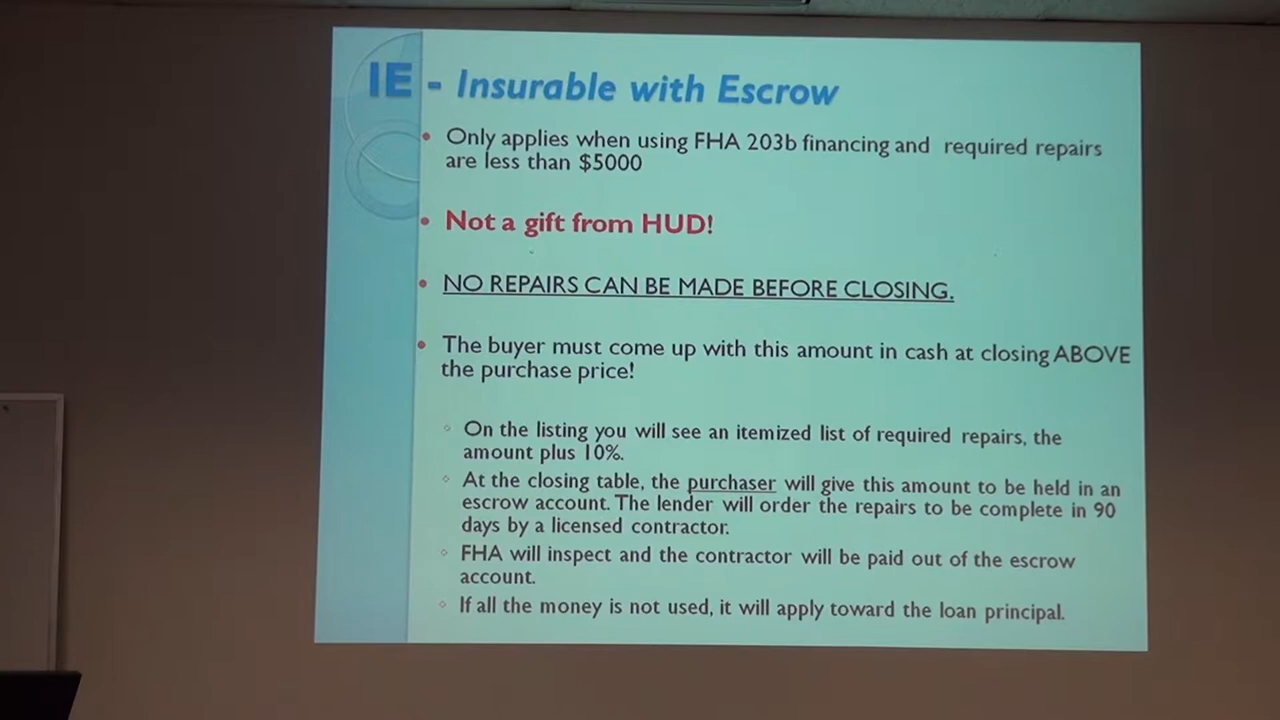 IE - Insurable with Escrow
• Only applies when using FHA 203b financing and required repairs
are less than $5000
• Not a gift from HUD!
• NO REPAIRS CAN BE MADE BEFORE CLOSING.
• The buyer must come up with this amount in cash at closing ABOVE
the purchase price!
◦ On the listing you will see an itemized list of required repairs, the
amount plus 10%.
◦ At the closing table, the purchaser will give this amount to be held in an
escrow account. The lender will order the repairs to be complete in 90
days by a licensed contractor.
◦ FHA will inspect and the contractor will be paid out of the escrow
account.
◦ If all the money is not used, it will apply toward the loan principal.